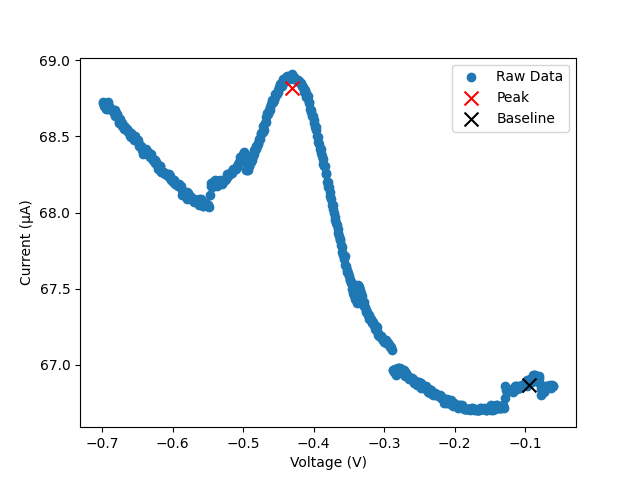 69.0
68.5
68.0
67.5
67.0
Current (μA)
−0.7
−0.6
−0.5
−0.4
−0.3
−0.2
−0.1
Voltage (V)
Raw Data
Peak
Baseline